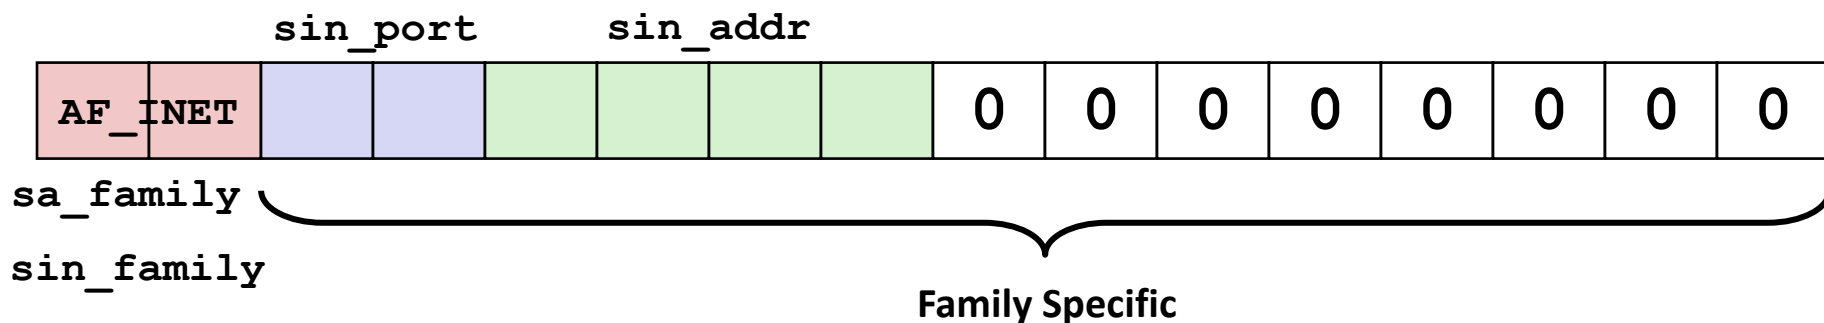 sin_port sin_addr
AF_INET 0 0 0 0 0 0 0 0
sa_family
sin_family
Family Specific